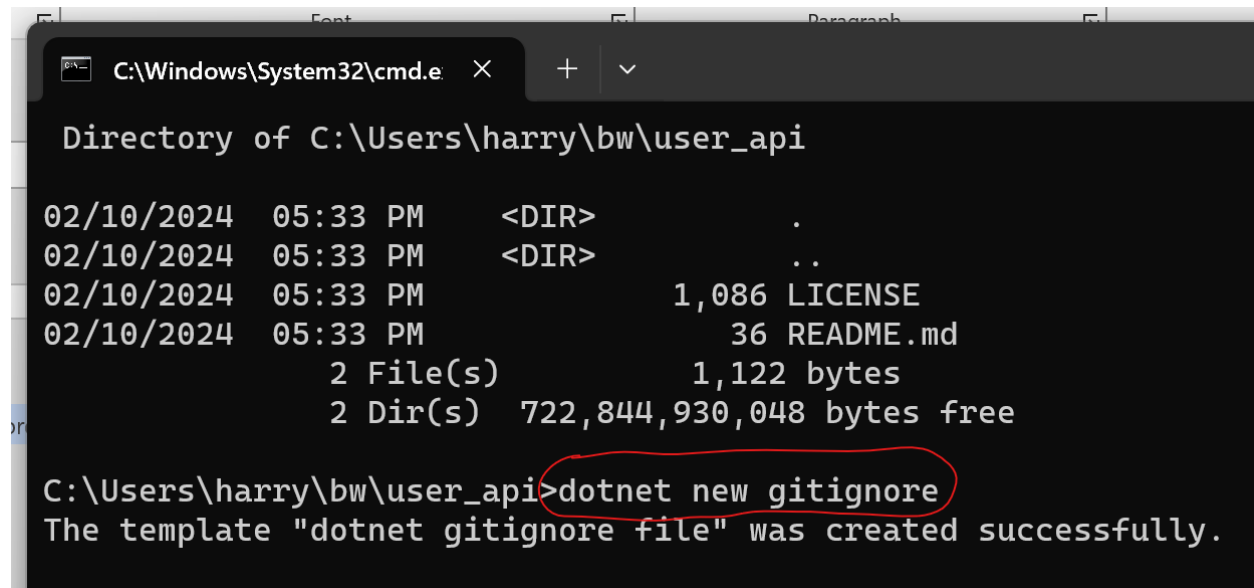 Font
Paragraph
C:\Windows\System32\cmd.e
Directory of C:\Users\harry\bw\user_api
02/10/2024  05:33 PM    <DIR>          .
02/10/2024  05:33 PM    <DIR>          ..
02/10/2024  05:33 PM             1,086 LICENSE
02/10/2024  05:33 PM                36 README.md
2 File(s)          1,122 bytes
2 Dir(s)  722,844,930,048 bytes free
C:\Users\harry\bw\user_api>dotnet new gitignore
The template "dotnet gitignore file" was created successfully.